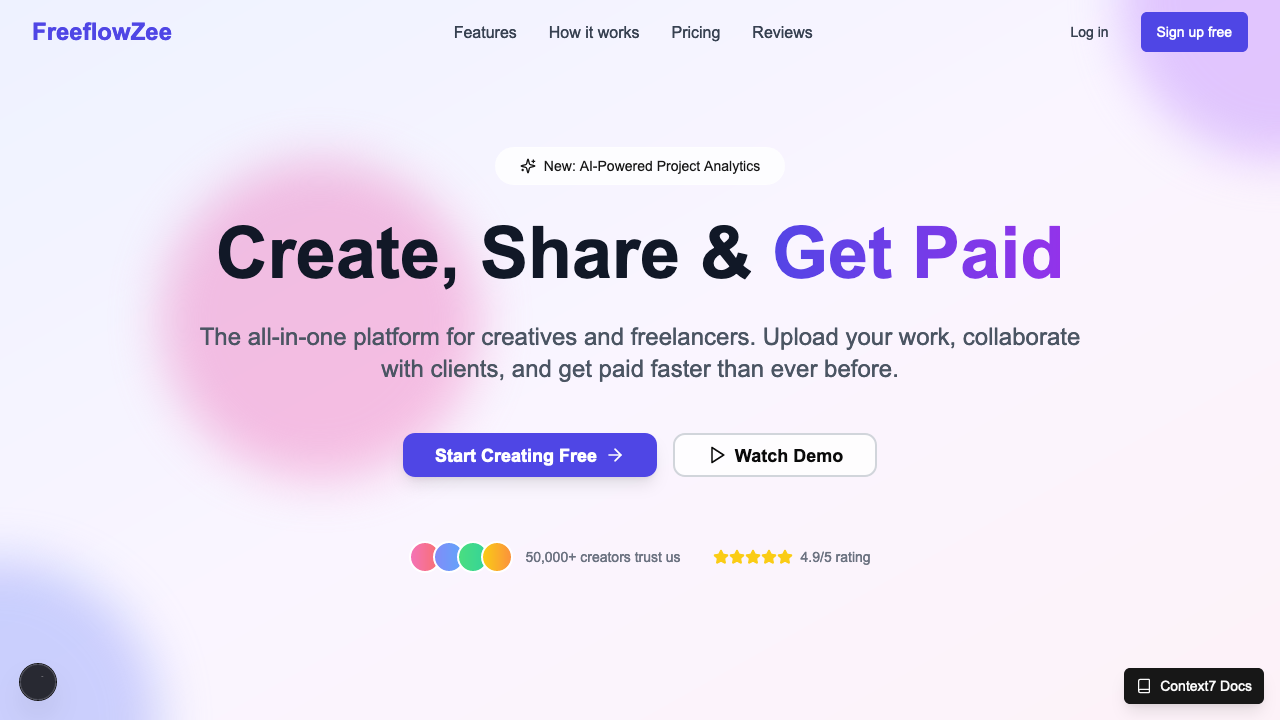 FreeflowZee
Features
How it works
Pricing
Reviews
Log in
Sign up free
New: AI-Powered Project Analytics
Create, Share & Get Paid
The all-in-one platform for creatives and freelancers. Upload your work, collaborate
with clients, and get paid faster than ever before.
Start Creating Free
Watch Demo
50,000+ creators trust us
4.9/5 rating
Context7 Docs